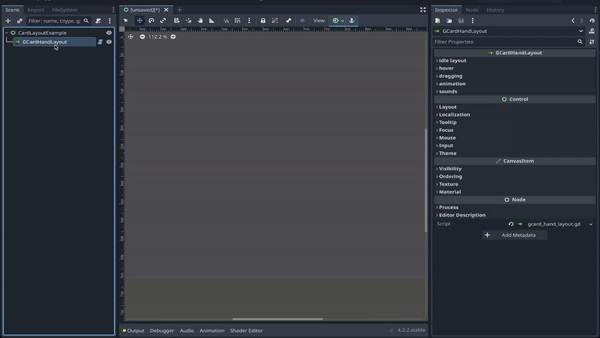 Scene Import FileSystem
Filter: name, t:type, g:
CardLayoutExample
GCardHandLayout
[unsaved](*)
View
112.2 %
Output Debugger Audio Animation Shader Editor
4.2.2.stable
Inspector Node History
GCardHandLayout
Filter Properties
GCardHandLayout
idle layout
hover
dragging
animation
sounds
Control
Layout
Localization
Tooltip
Focus
Mouse
Input
Theme
CanvasItem
Visibility
Ordering
Texture
Material
Node
Process
Editor Description
Script gcard_hand_layout.gd
Add Metadata